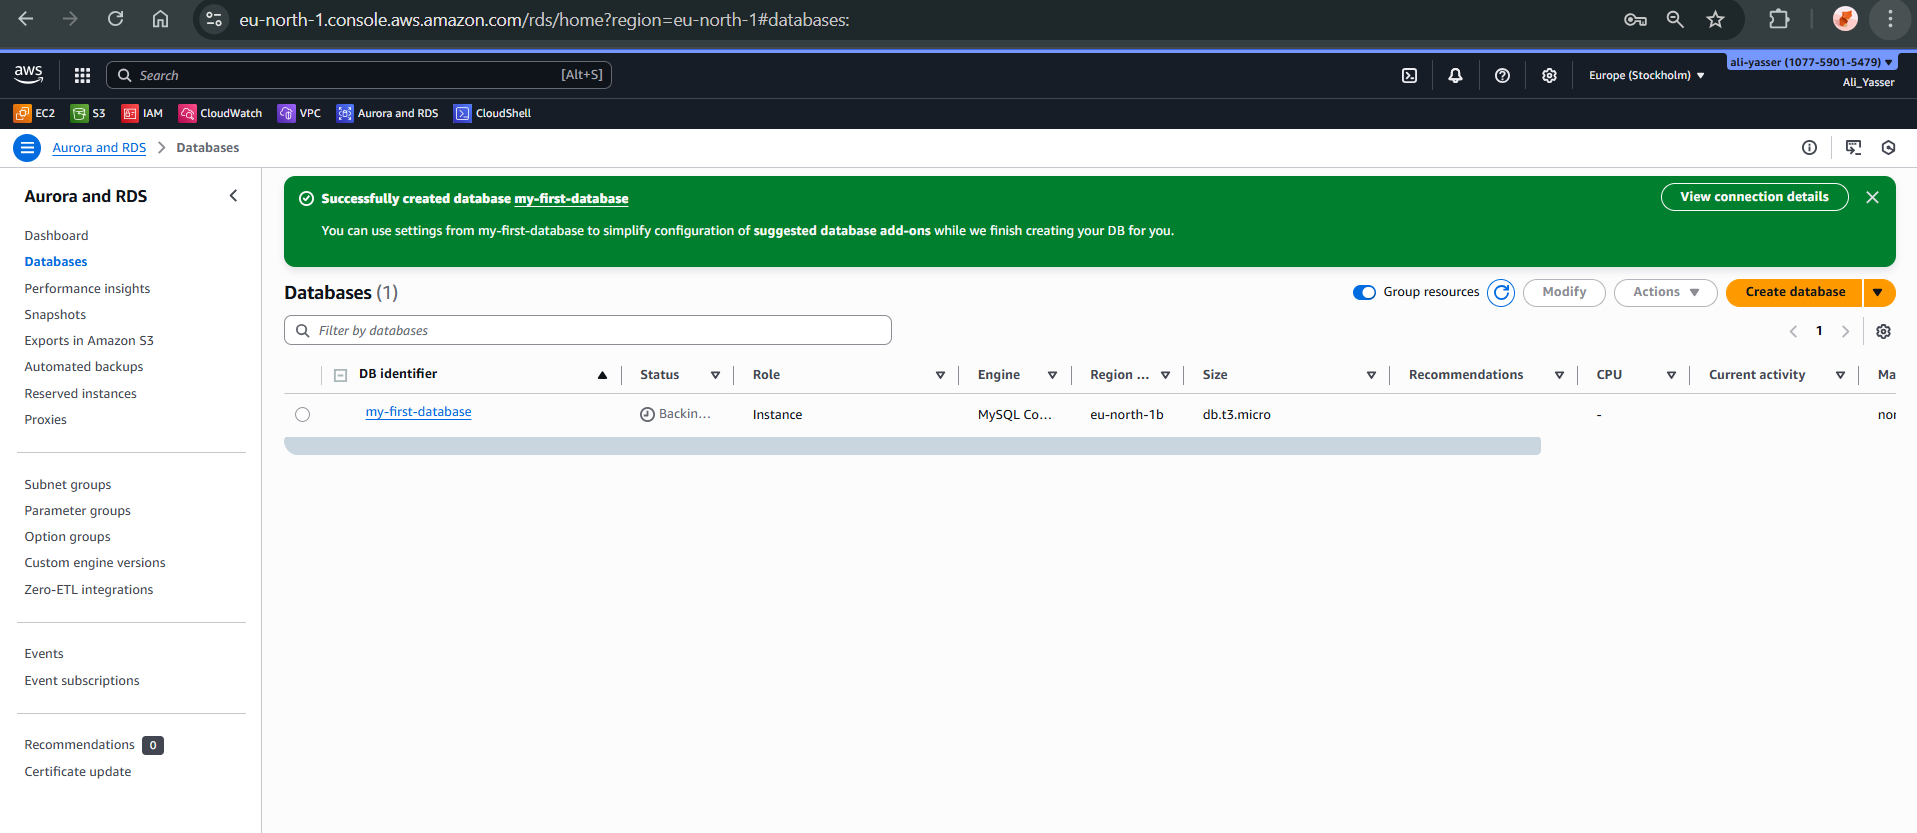 eu-north-1.console.aws.amazon.com/rds/home?region=eu-north-1#databases:
aws
Search
[Alt+S]
Europe (Stockholm)
ali-yasser (1077-5901-5479)
Ali_Yasser
EC2 S3 IAM CloudWatch VPC Aurora and RDS CloudShell
Aurora and RDS > Databases
Aurora and RDS
Dashboard
Databases
Performance insights
Snapshots
Exports in Amazon S3
Automated backups
Reserved instances
Proxies
Subnet groups
Parameter groups
Option groups
Custom engine versions
Zero-ETL integrations
Events
Event subscriptions
Recommendations 0
Certificate update
Successfully created database my-first-database
View connection details
You can use settings from my-first-database to simplify configuration of suggested database add-ons while we finish creating your DB for you.
Databases (1)
Group resources
Modify
Actions
Create database
Filter by databases
1
DB identifier Status Role Engine Region ... Size Recommendations CPU Current activity Ma
my-first-database Backin... Instance MySQL Co... eu-north-1b db.t3.micro - nor